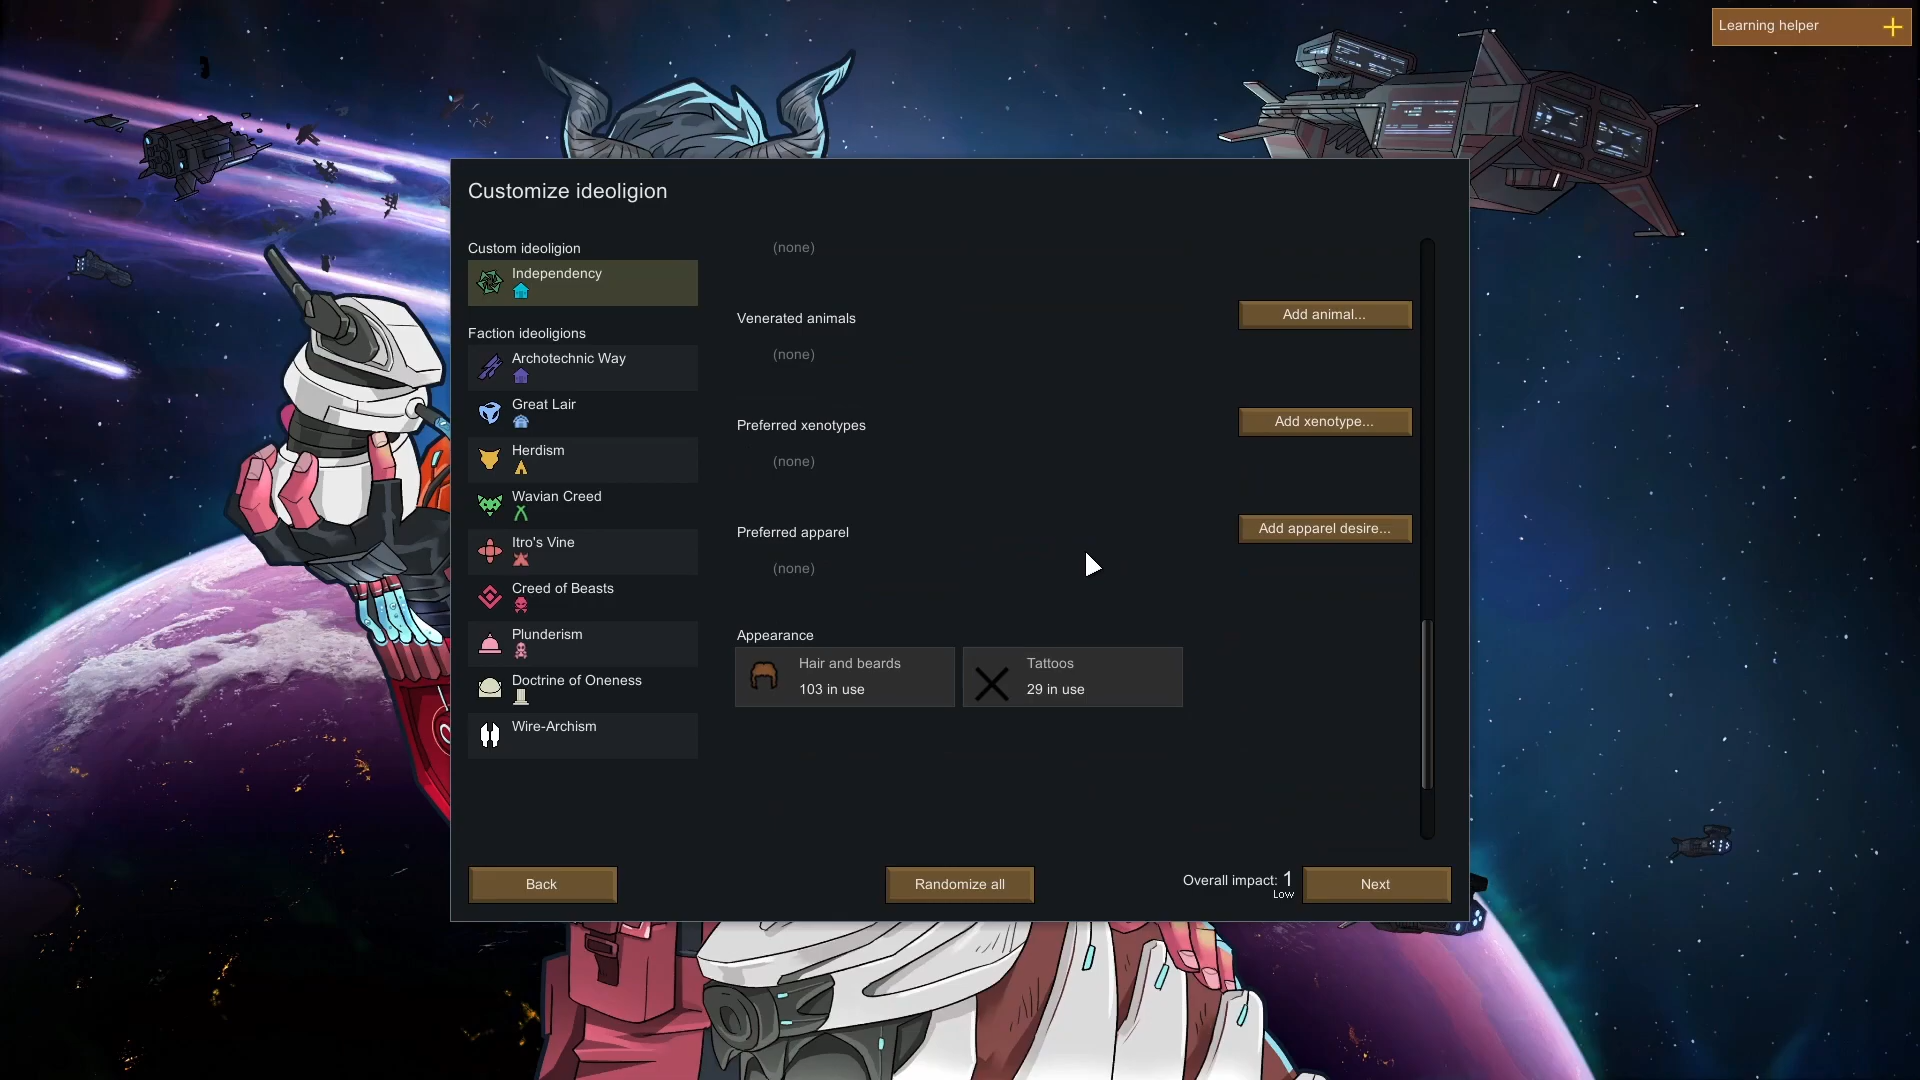 Learning helper
Customize ideoligion
Custom ideoligion
Independency
Faction ideoligions
Archotechnic Way
Great Lair
Herdism
Wavian Creed
Itro's Vine
Creed of Beasts
Plunderism
Doctrine of Oneness
Wire-Archism
(none)
Venerated animals
Add animal...
(none)
Preferred xenotypes
Add xenotype...
(none)
Preferred apparel
Add apparel desire...
(none)
Appearance
Hair and beards
103 in use
Tattoos
29 in use
Back
Randomize all
Overall impact: 1
Low
Next